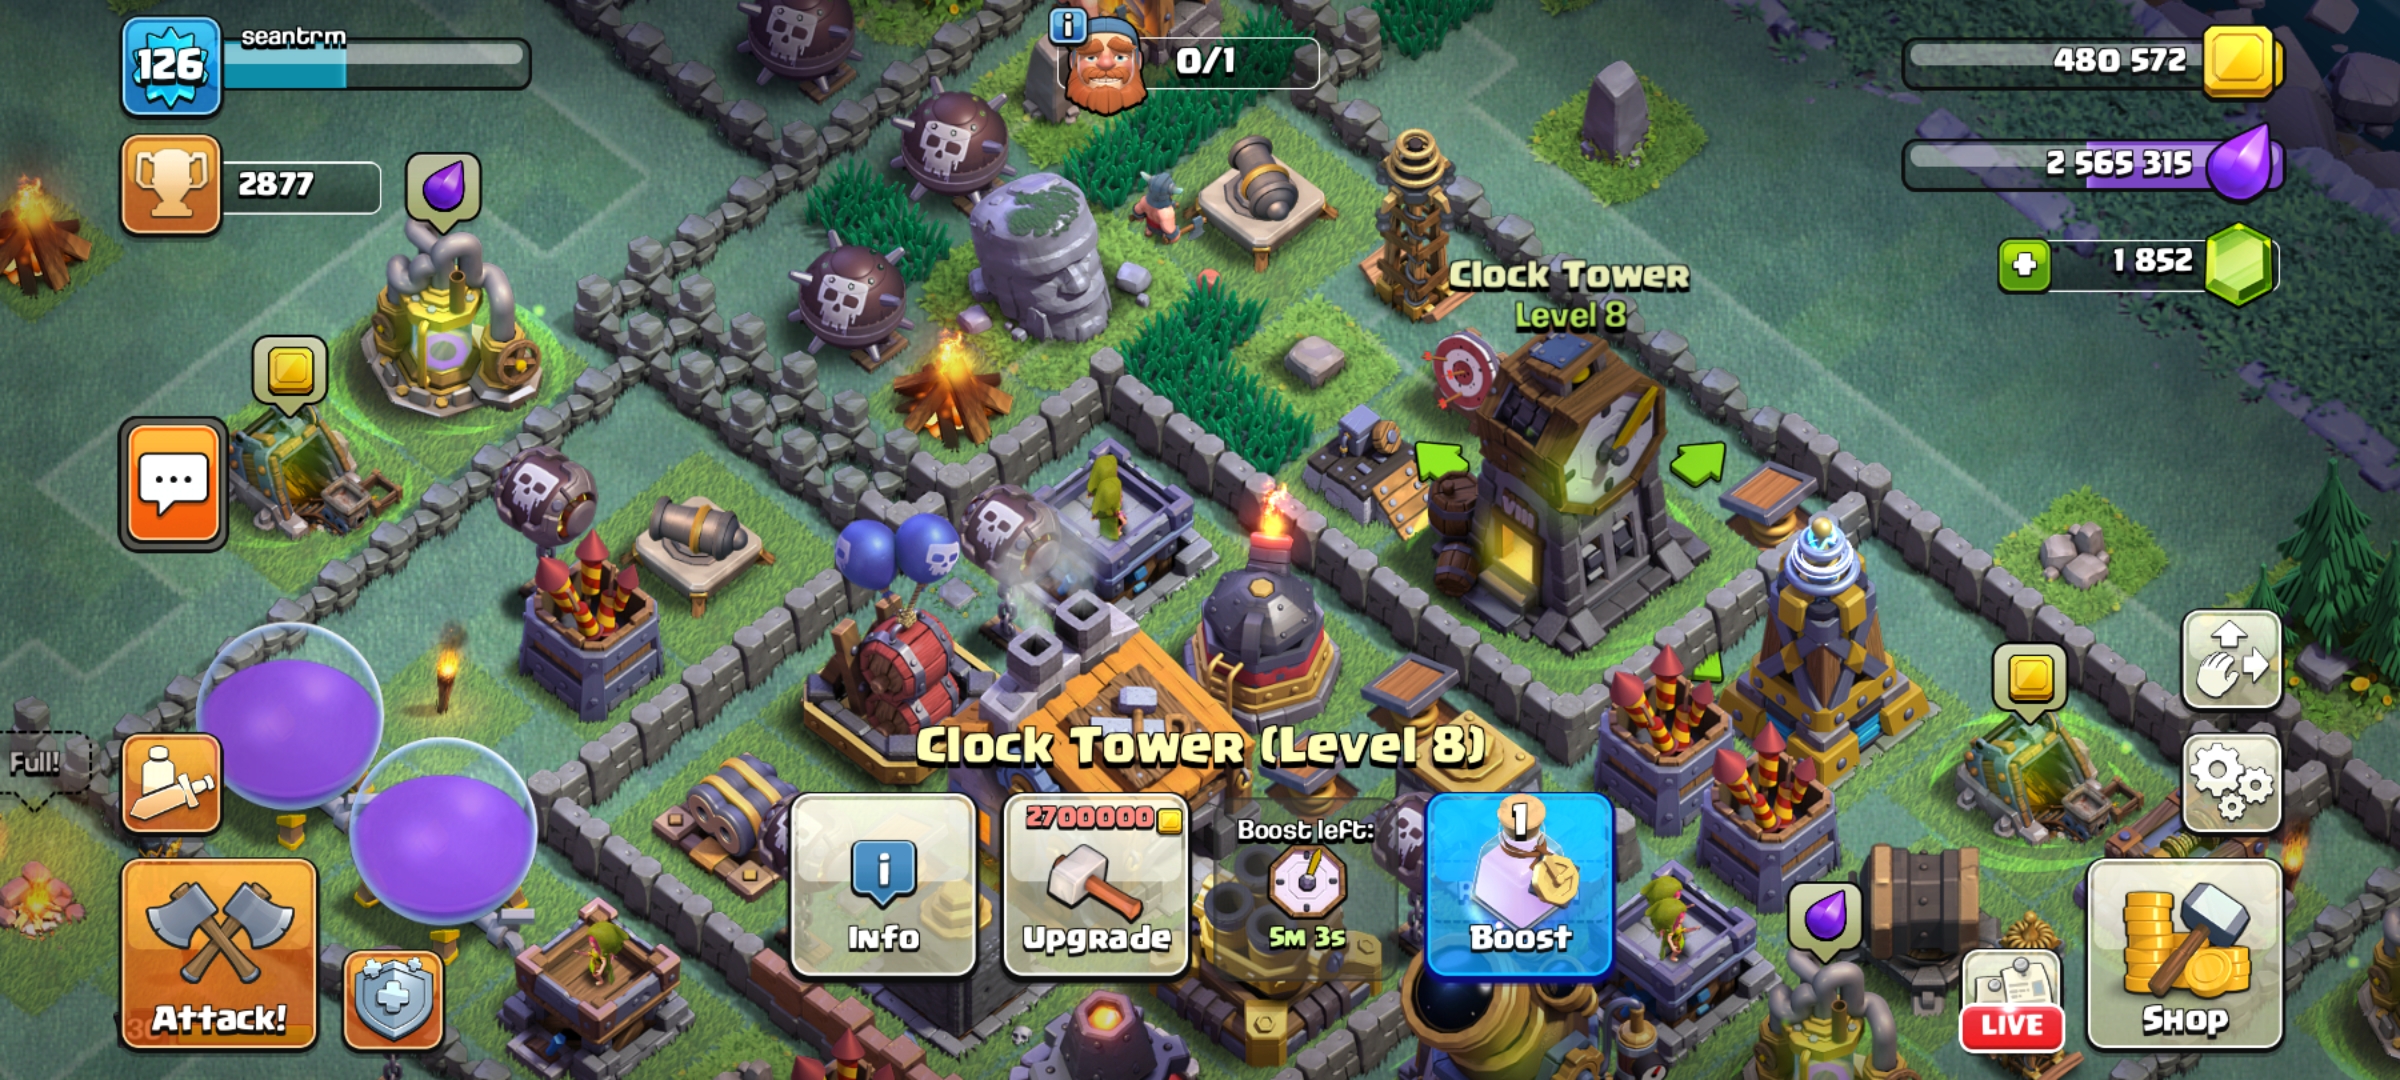 126
seantrm
0/1
480 572
2877
2 565 315
1 852
Clock Tower
Level 8
VIII
Full!
Clock Tower (Level 8)
2700000
Boost left:
1
Info
Upgrade
5M 3s
Boost
Attack!
LIVE
Shop